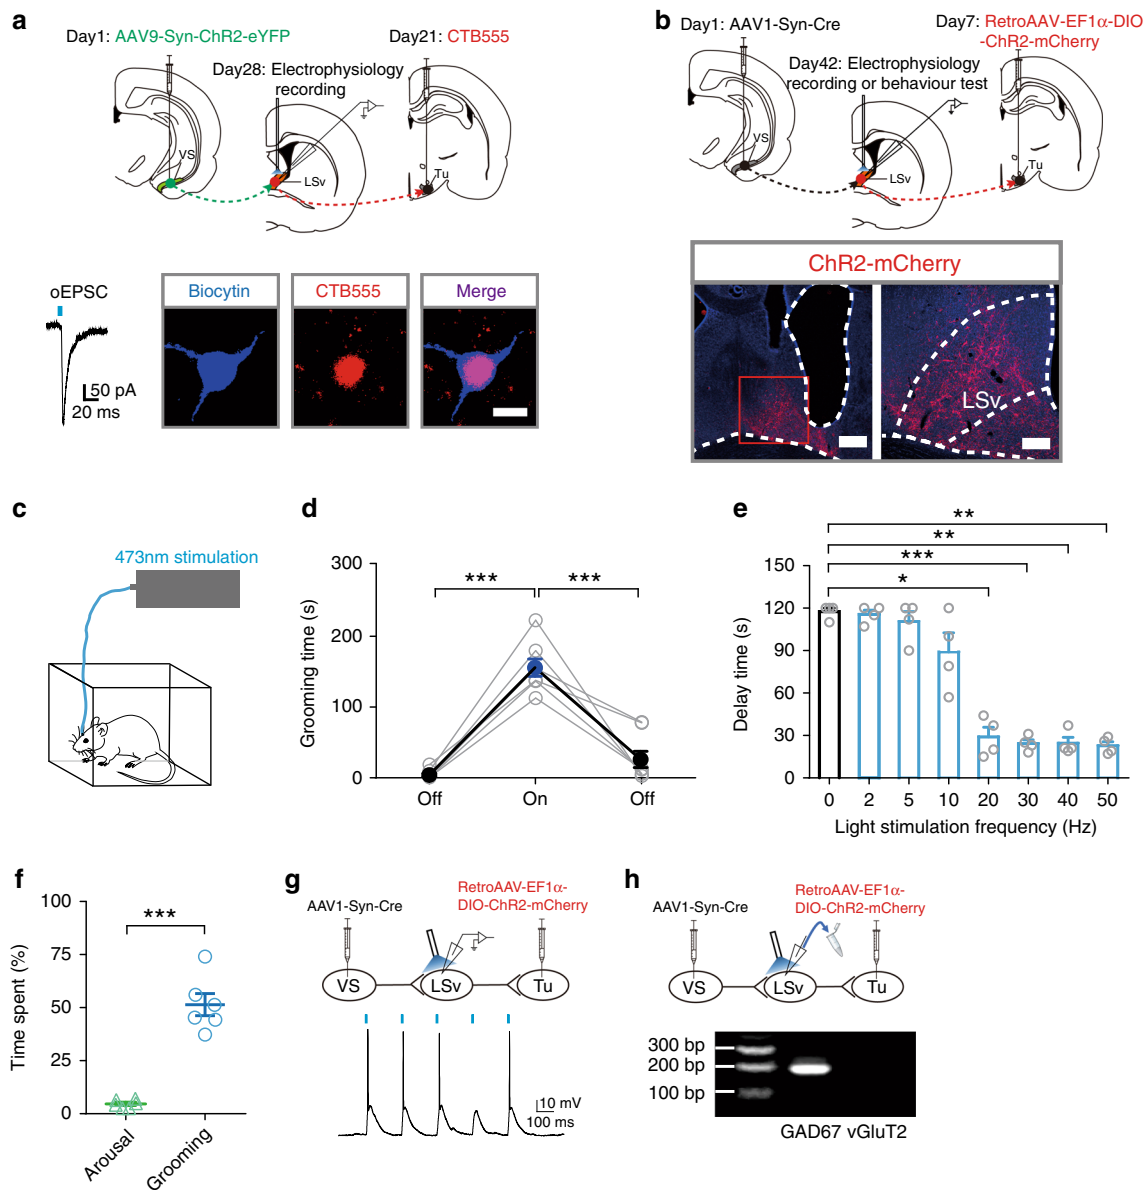 a
Day1: AAV9-Syn-ChR2-eYFP
Day21: CTB555
Day28: Electrophysiology
recording
VS
LSv
Tu
oEPSC
50 pA
20 ms
Biocytin
CTB555
Merge
b
Day1: AAV1-Syn-Cre
Day7: RetroAAV-EF1α-DIO
-ChR2-mCherry
Day42: Electrophysiology
recording or behaviour test
VS
LSv
Tu
ChR2-mCherry
LSv
c
473nm stimulation
d
Grooming time (s)
300
200
100
0
***
***
Off
On
Off
e
Delay time (s)
150
120
90
60
30
0
**
**
***
*
0 2 5 10 20 30 40 50
Light stimulation frequency (Hz)
f
Time spent (%)
100
75
50
25
0
***
Arousal
Grooming
g
RetroAAV-EF1α-
DIO-ChR2-mCherry
AAV1-Syn-Cre
VS
LSv
Tu
10 mV
100 ms
h
RetroAAV-EF1α-
DIO-ChR2-mCherry
AAV1-Syn-Cre
VS
LSv
Tu
300 bp
200 bp
100 bp
GAD67 vGluT2